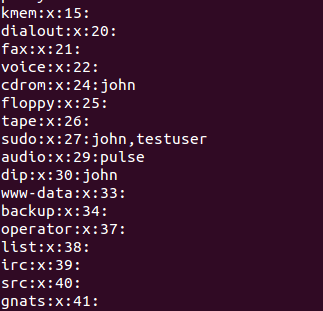 kmem:x:15:
dialout:x:20:
fax:x:21:
voice:x:22:
cdrom:x:24:john
floppy:x:25:
tape:x:26:
sudo:x:27:john,testuser
audio:x:29:pulse
dip:x:30:john
www-data:x:33:
backup:x:34:
operator:x:37:
list:x:38:
irc:x:39:
src:x:40:
gnats:x:41: